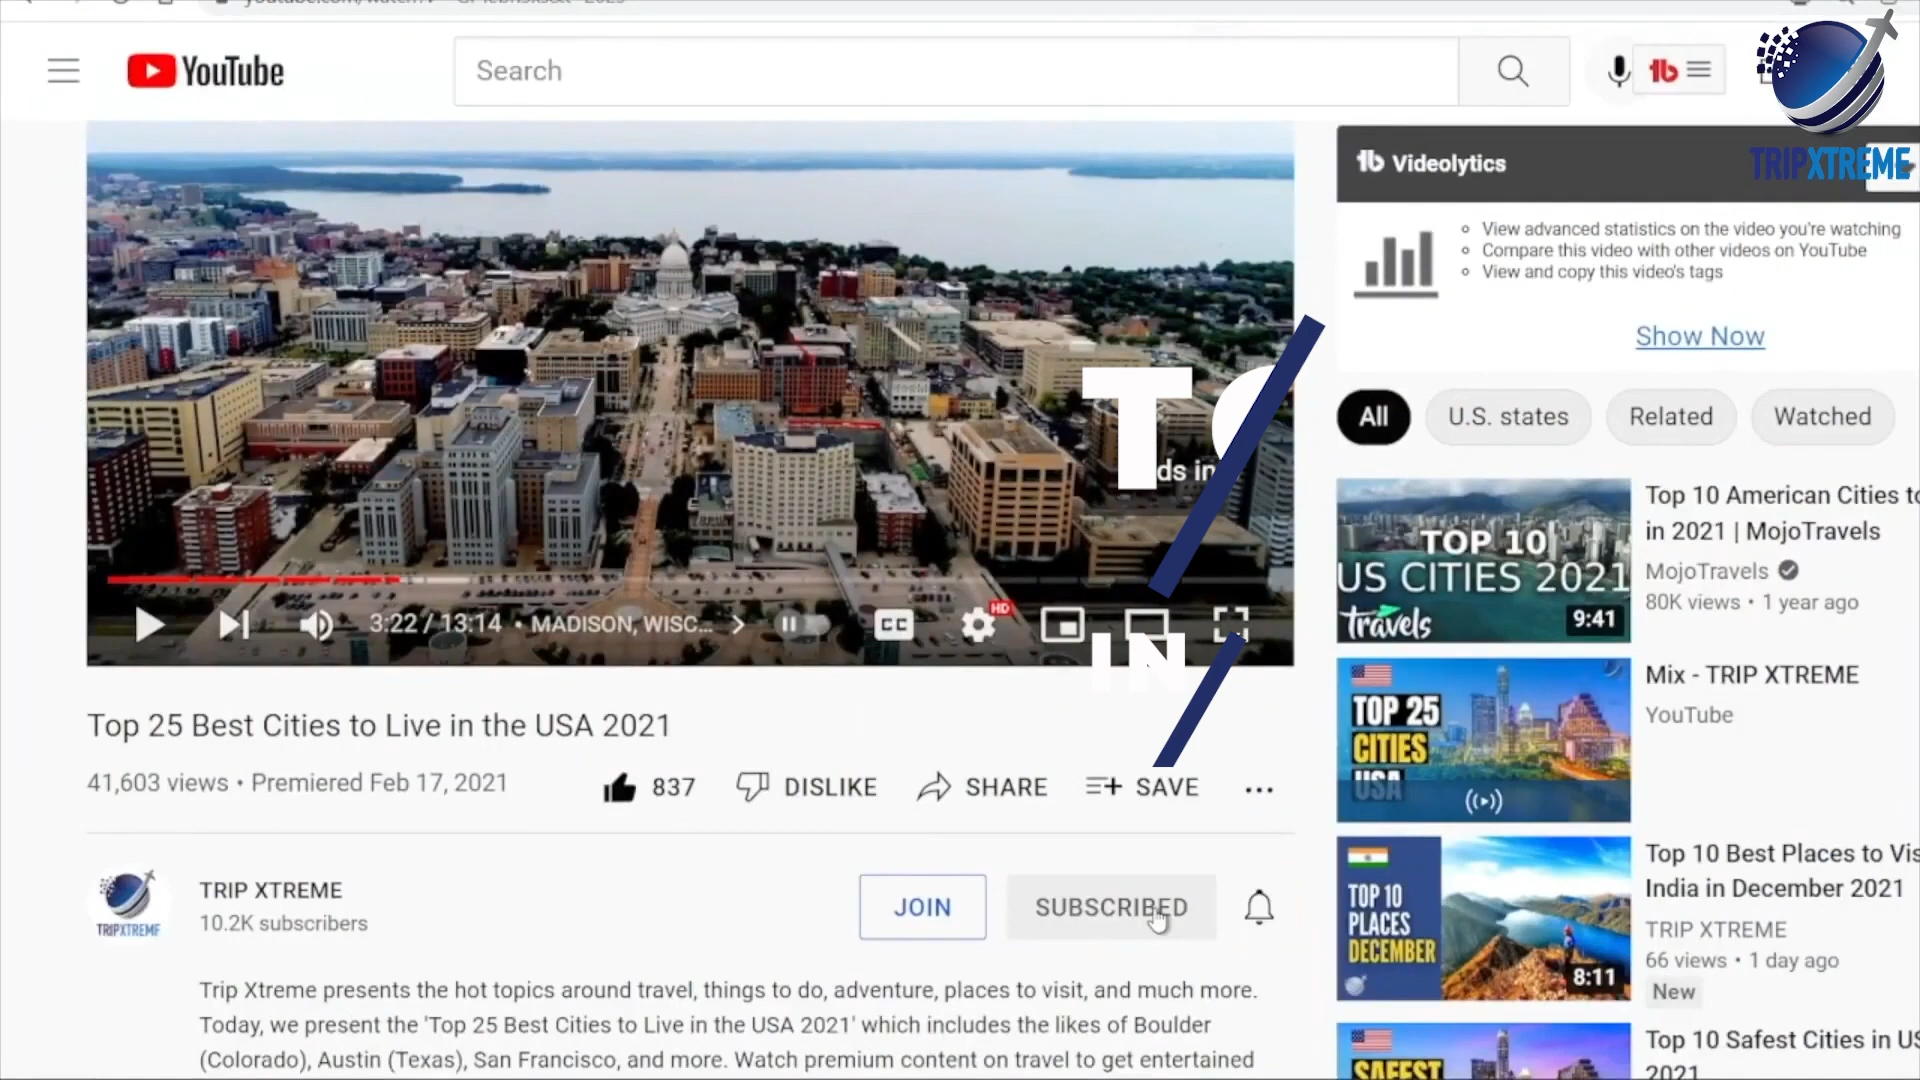 YouTube
Search
TRIPXTREME
Videolytics
View advanced statistics on the video you're watching
Compare this video with other videos on YouTube
View and copy this video's tags
Show Now
All
U.S. states
Related
Watched
TO
ds in
IN
3:22 / 13:14 • MADISON, WISC...
CC
HD
Top 25 Best Cities to Live in the USA 2021
41,603 views • Premiered Feb 17, 2021
837
DISLIKE
SHARE
SAVE
TRIPXTREME
TRIP XTREME
10.2K subscribers
JOIN
SUBSCRIBED
Trip Xtreme presents the hot topics around travel, things to do, adventure, places to visit, and much more.
Today, we present the 'Top 25 Best Cities to Live in the USA 2021' which includes the likes of Boulder
(Colorado), Austin (Texas), San Francisco, and more. Watch premium content on travel to get entertained
TOP 10
US CITIES 2021
travels
9:41
Top 10 American Cities to
in 2021 | MojoTravels
MojoTravels
80K views • 1 year ago
TOP 25
CITIES
USA
Mix - TRIP XTREME
YouTube
TOP 10
PLACES
DECEMBER
8:11
Top 10 Best Places to Vis
India in December 2021
TRIP XTREME
66 views • 1 day ago
New
SAFEST
Top 10 Safest Cities in US
2021